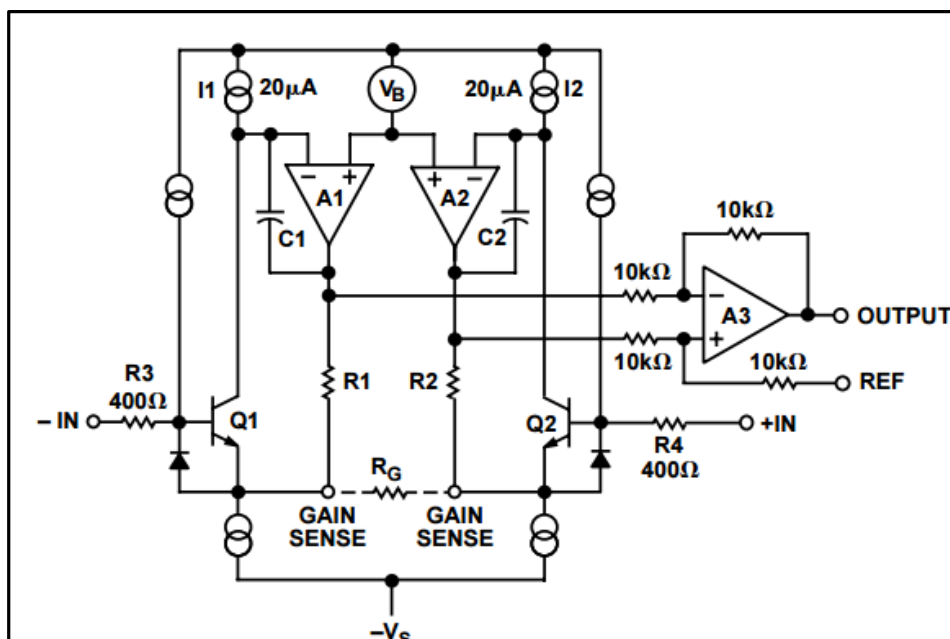 I1
20μA
VB
20μA
I2
− +
+ −
A1
A2
C1
C2
10kΩ
10kΩ
−
A3
+
OUTPUT
10kΩ
10kΩ
REF
R3
400Ω
R1
R2
− IN
Q1
Q2
+IN
R4
400Ω
RG
GAIN
SENSE
GAIN
SENSE
−VS